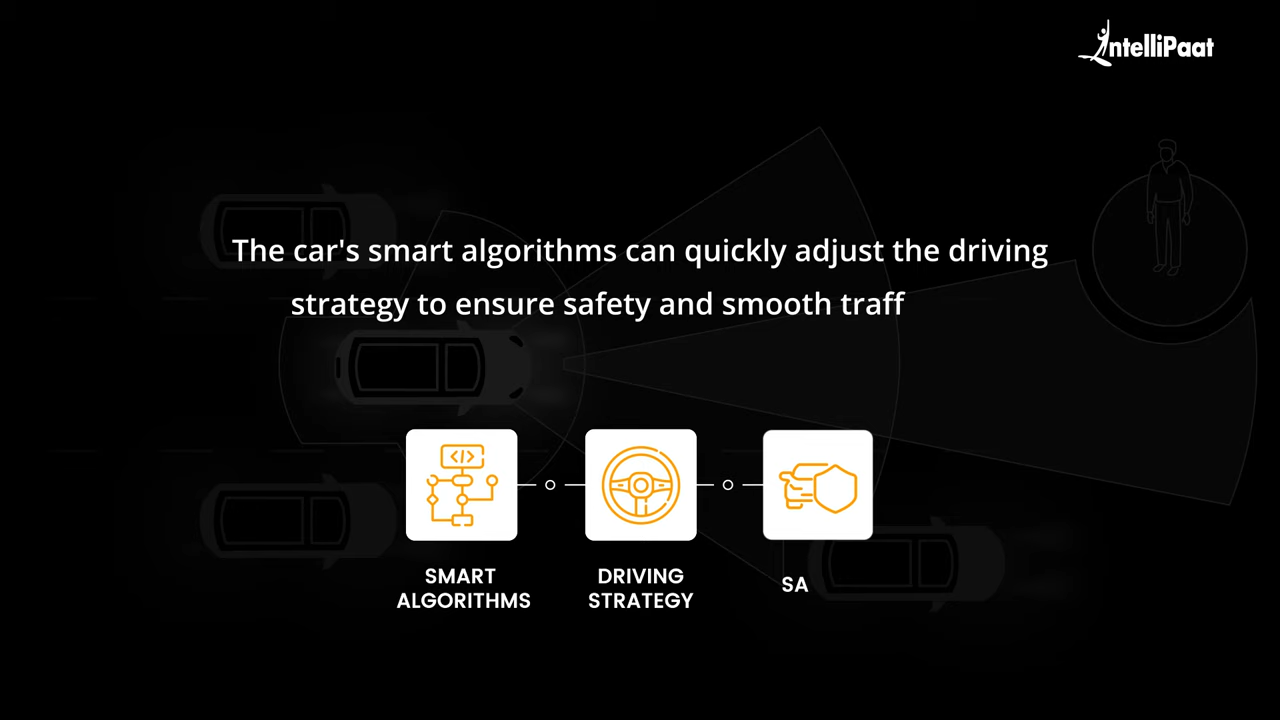 IntelliPaat
The car's smart algorithms can quickly adjust the driving
strategy to ensure safety and smooth traff
</>
SMART
ALGORITHMS
DRIVING
STRATEGY
SA